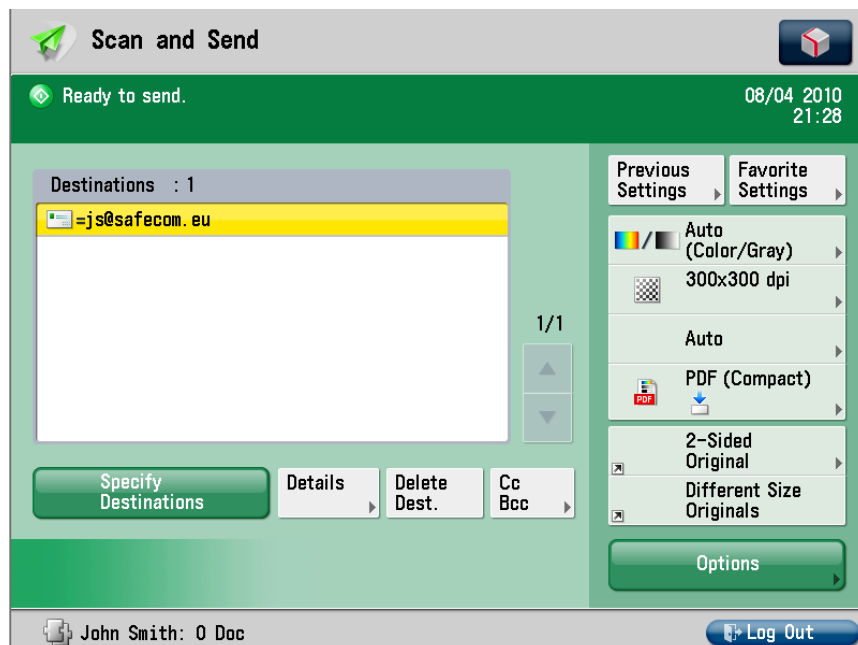 Scan and Send
Ready to send.
08/04 2010
21:28
Destinations : 1
=js@safecom.eu
1/1
Specify
Destinations
Details
Delete
Dest.
Cc
Bcc
Previous
Settings
Favorite
Settings
Auto
(Color/Gray)
300x300 dpi
Auto
PDF (Compact)
PDF
2-Sided
Original
Different Size
Originals
Options
John Smith: 0 Doc
Log Out